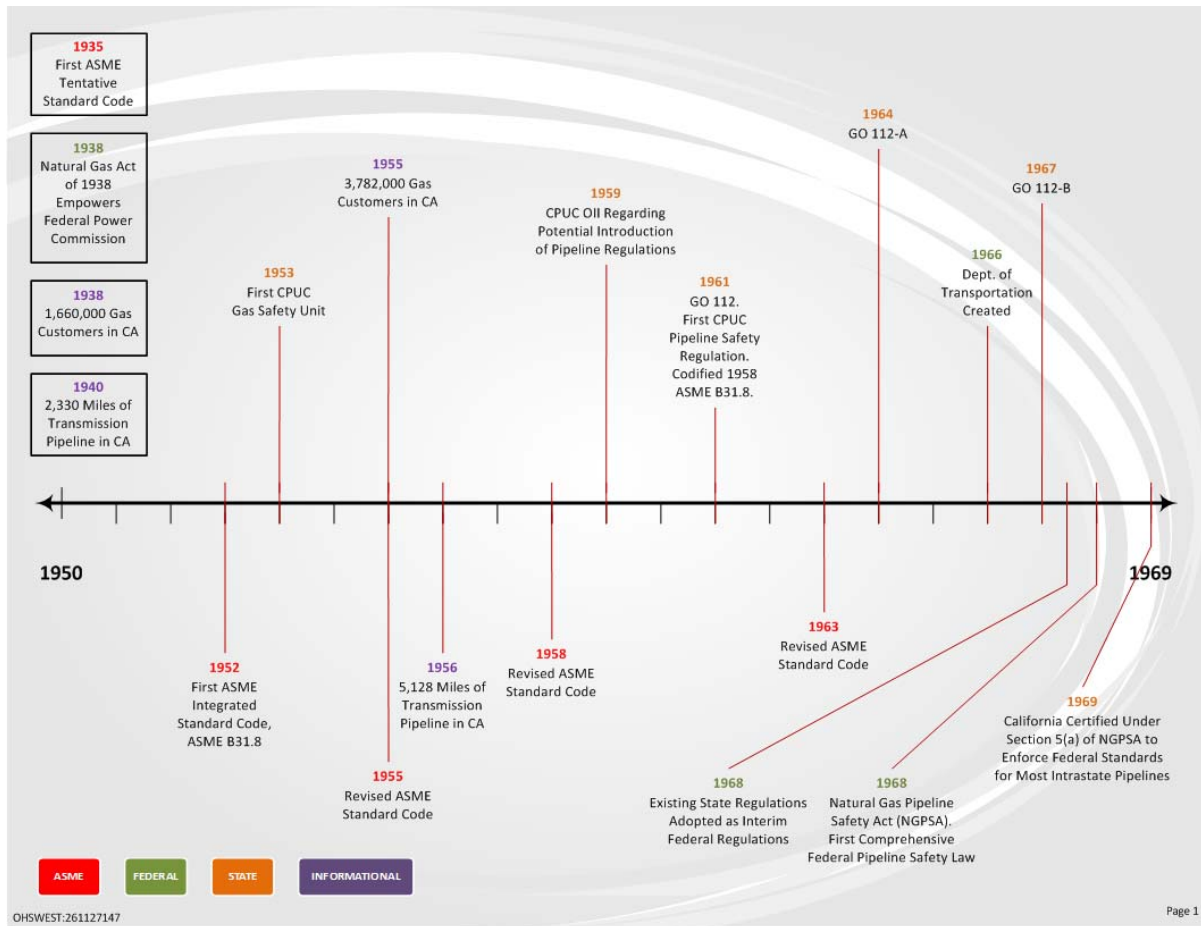 1935
First ASME
Tentative
Standard Code
1938
Natural Gas Act
of 1938
Empowers
Federal Power
Commission
1938
1,660,000 Gas
Customers in CA
1940
2,330 Miles of
Transmission
Pipeline in CA
1953
First CPUC
Gas Safety Unit
1955
3,782,000 Gas
Customers in CA
1959
CPUC OII Regarding
Potential Introduction
of Pipeline Regulations
1961
GO 112.
First CPUC
Pipeline Safety
Regulation.
Codified 1958
ASME B31.8.
1964
GO 112-A
1966
Dept. of
Transportation
Created
1967
GO 112-B
1950
1969
1952
First ASME
Integrated
Standard Code,
ASME B31.8
1955
Revised ASME
Standard Code
1956
5,128 Miles of
Transmission
Pipeline in CA
1958
Revised ASME
Standard Code
1963
Revised ASME
Standard Code
1968
Existing State Regulations
Adopted as Interim
Federal Regulations
1968
Natural Gas Pipeline
Safety Act (NGPSA).
First Comprehensive
Federal Pipeline Safety Law
1969
California Certified Under
Section 5(a) of NGPSA to
Enforce Federal Standards
for Most Intrastate Pipelines
ASME
FEDERAL
STATE
INFORMATIONAL
OHSWEST:261127147
Page 1